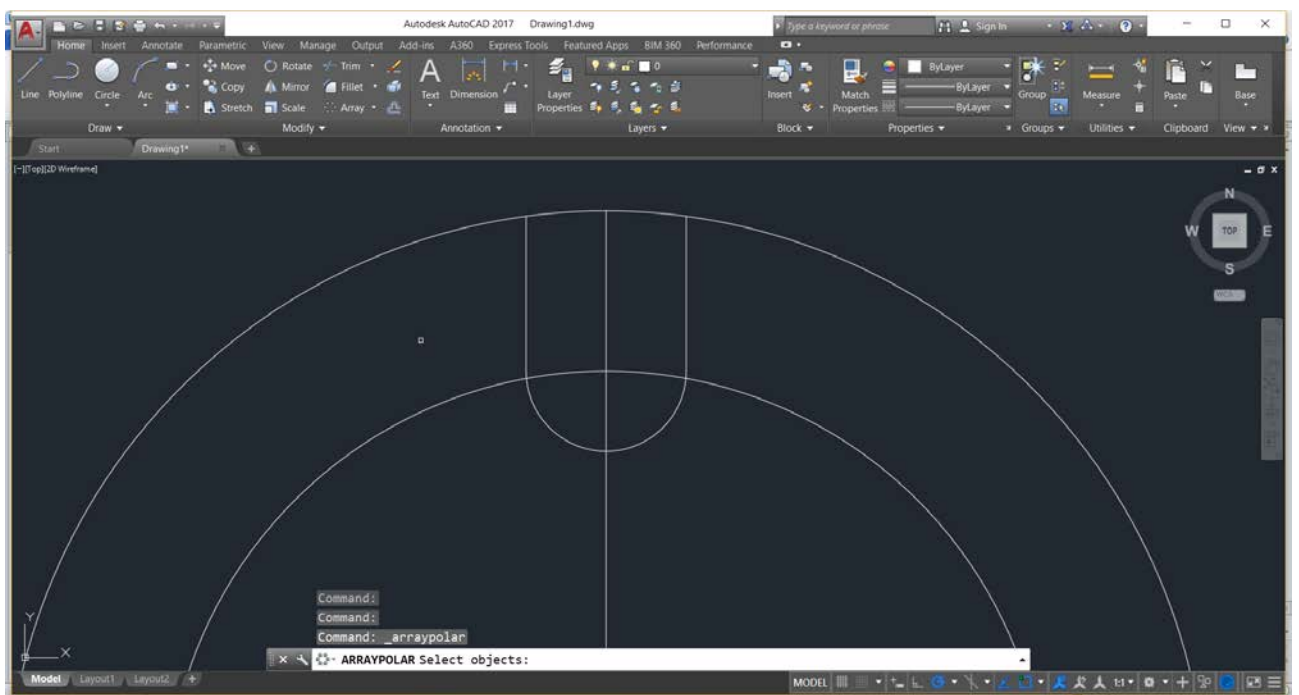 A.
Autodesk AutoCAD 2017 Drawing1.dwg
Type a keyword or phrase
Sign In
Home Insert Annotate Parametric View Manage Output Add-ins A360 Express Tools Featured Apps BIM 360 Performance
Move Rotate Trim
Copy Mirror Fillet
Line Polyline Circle Arc
Stretch Scale Array
A
Text Dimension
Layer
Properties
0
Insert
Match
Properties
ByLayer
ByLayer
ByLayer
Group
Measure
Paste
Base
Draw Modify Annotation Layers Block Properties Groups Utilities Clipboard View
Start Drawing1* +
[−][Top][2D Wireframe]
N
W TOP E
S
WCS
Command:
Command:
Command: _arraypolar
Y
X
ARRAYPOLAR Select objects:
Model Layout1 Layout2 +
MODEL 1:1